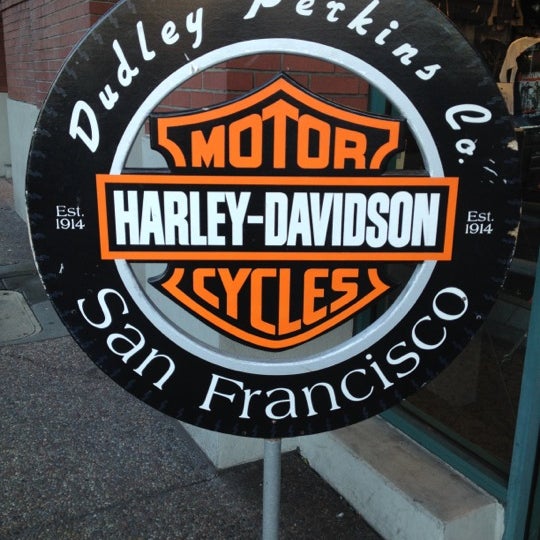 Dudley Perkins Co.
MOTOR
HARLEY-DAVIDSON
CYCLES
Est.
1914
Est.
1914
San Francisco